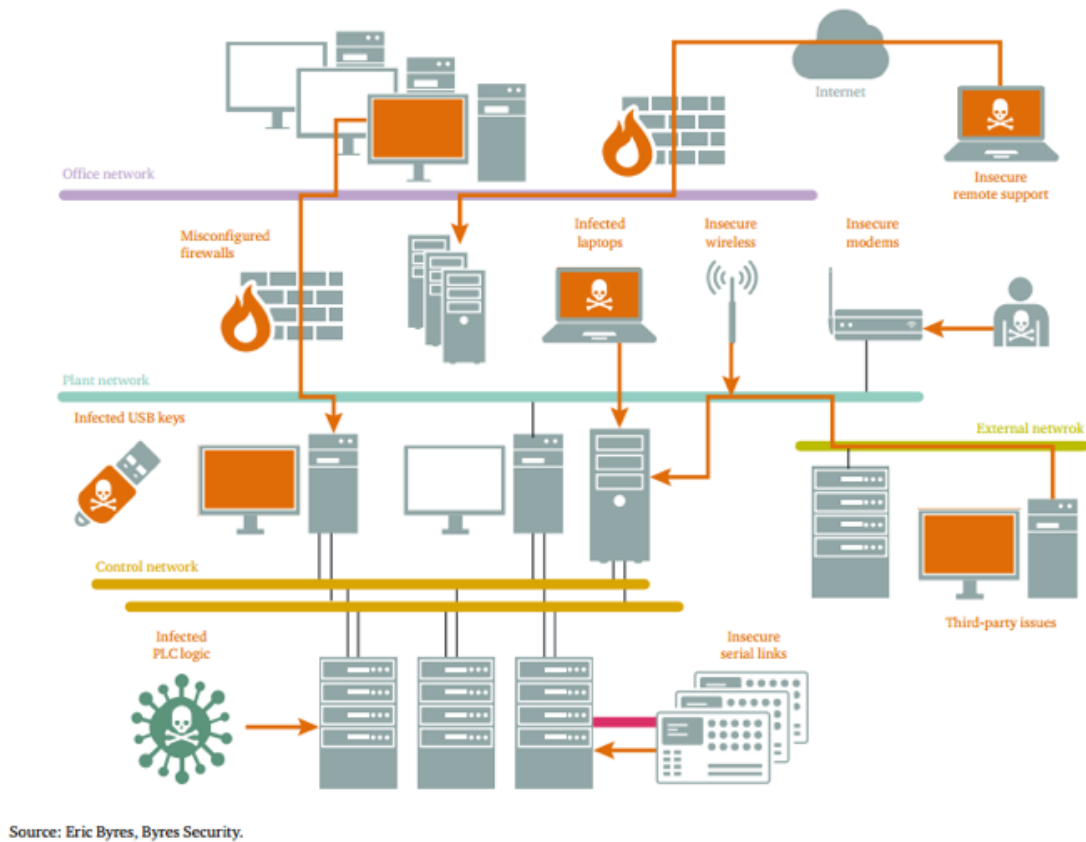 Internet
Office network
Insecure
remote support
Misconfigured
firewalls
Infected
laptops
Insecure
wireless
Insecure
modems
Plant network
Infected USB keys
External netwrok
Control network
Third-party issues
Infected
PLC logic
Insecure
serial links
Source: Eric Byres, Byres Security.